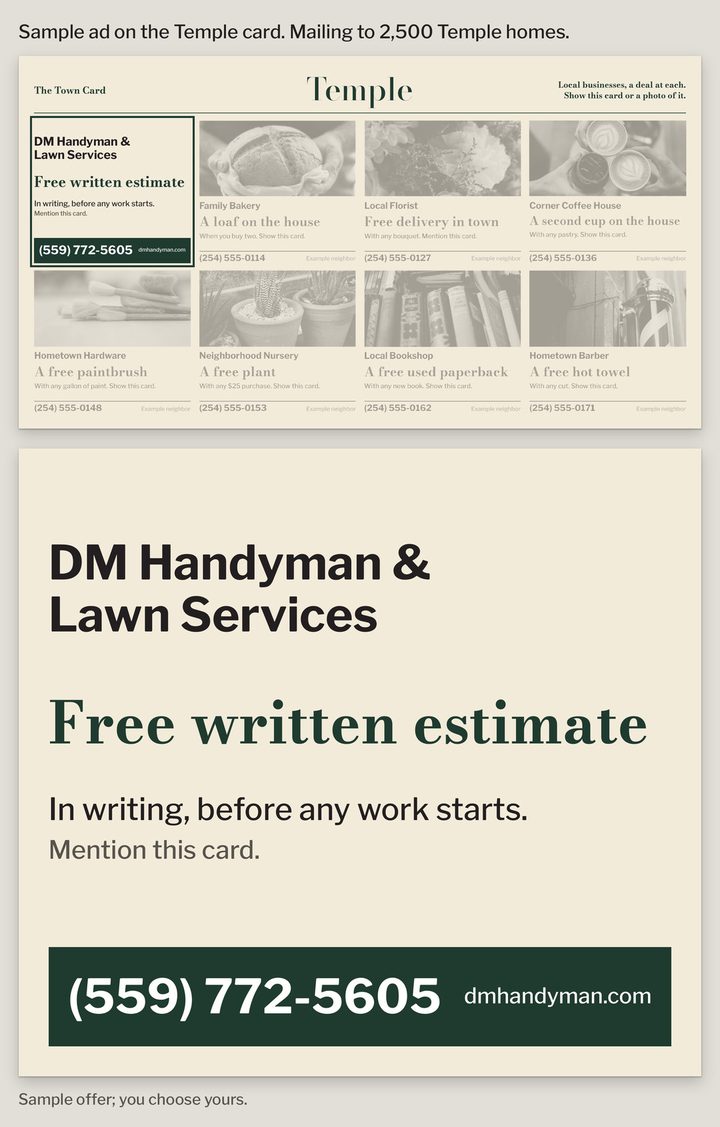 Sample ad on the Temple card. Mailing to 2,500 Temple homes.
The Town Card
Temple
Local businesses, a deal at each.
Show this card or a photo of it.
DM Handyman &
Lawn Services
Free written estimate
In writing, before any work starts.
Mention this card.
(559) 772-5605 dmhandyman.com
Family Bakery
A loaf on the house
When you buy two. Show this card.
(254) 555-0114 Example neighbor
Local Florist
Free delivery in town
With any bouquet. Mention this card.
(254) 555-0127 Example neighbor
Corner Coffee House
A second cup on the house
With any pastry. Show this card.
(254) 555-0136 Example neighbor
Hometown Hardware
A free paintbrush
With any gallon of paint. Show this card.
(254) 555-0148 Example neighbor
Neighborhood Nursery
A free plant
With any $25 purchase. Show this card.
(254) 555-0153 Example neighbor
Local Bookshop
A free used paperback
With any new book. Show this card.
(254) 555-0162 Example neighbor
Hometown Barber
A free hot towel
With any cut. Show this card.
(254) 555-0171 Example neighbor
DM Handyman &
Lawn Services
Free written estimate
In writing, before any work starts.
Mention this card.
(559) 772-5605 dmhandyman.com
Sample offer; you choose yours.